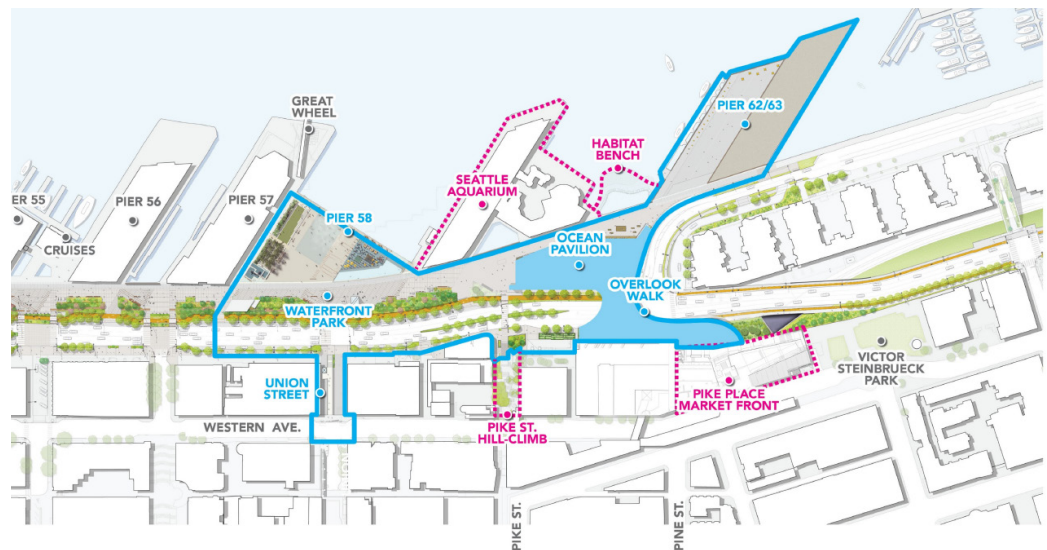 GREAT
WHEEL
PIER 62/63
HABITAT
BENCH
SEATTLE
AQUARIUM
ER 55
PIER 56
PIER 57
PIER 58
CRUISES
OCEAN
PAVILION
OVERLOOK
WALK
WATERFRONT
PARK
VICTOR
STEINBRUECK
PARK
UNION
STREET
PIKE PLACE
MARKET FRONT
WESTERN AVE.
PIKE ST.
HILL-CLIMB
UNION
PIKE ST.
PINE ST.